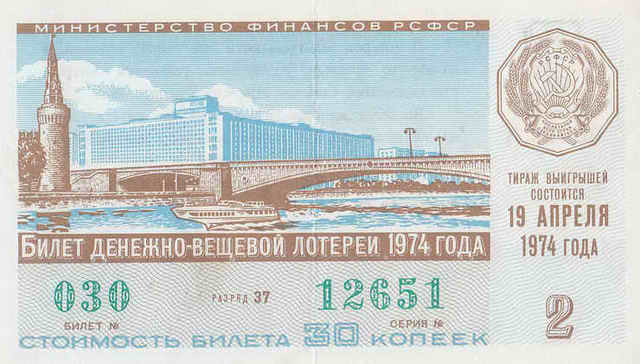 МИНИСТЕРСТВО ФИНАНСОВ РСФСР
РСФСР
ТИРАЖ ВЫИГРЫШЕЙ
СОСТОИТСЯ
19 АПРЕЛЯ
1974 ГОДА
БИЛЕТ ДЕНЕЖНО-ВЕЩЕВОЙ ЛОТЕРЕИ 1974 ГОДА
030 РАЗРЯД 37 12651
БИЛЕТ № СЕРИЯ №
2
СТОИМОСТЬ БИЛЕТА 30 КОПЕЕК